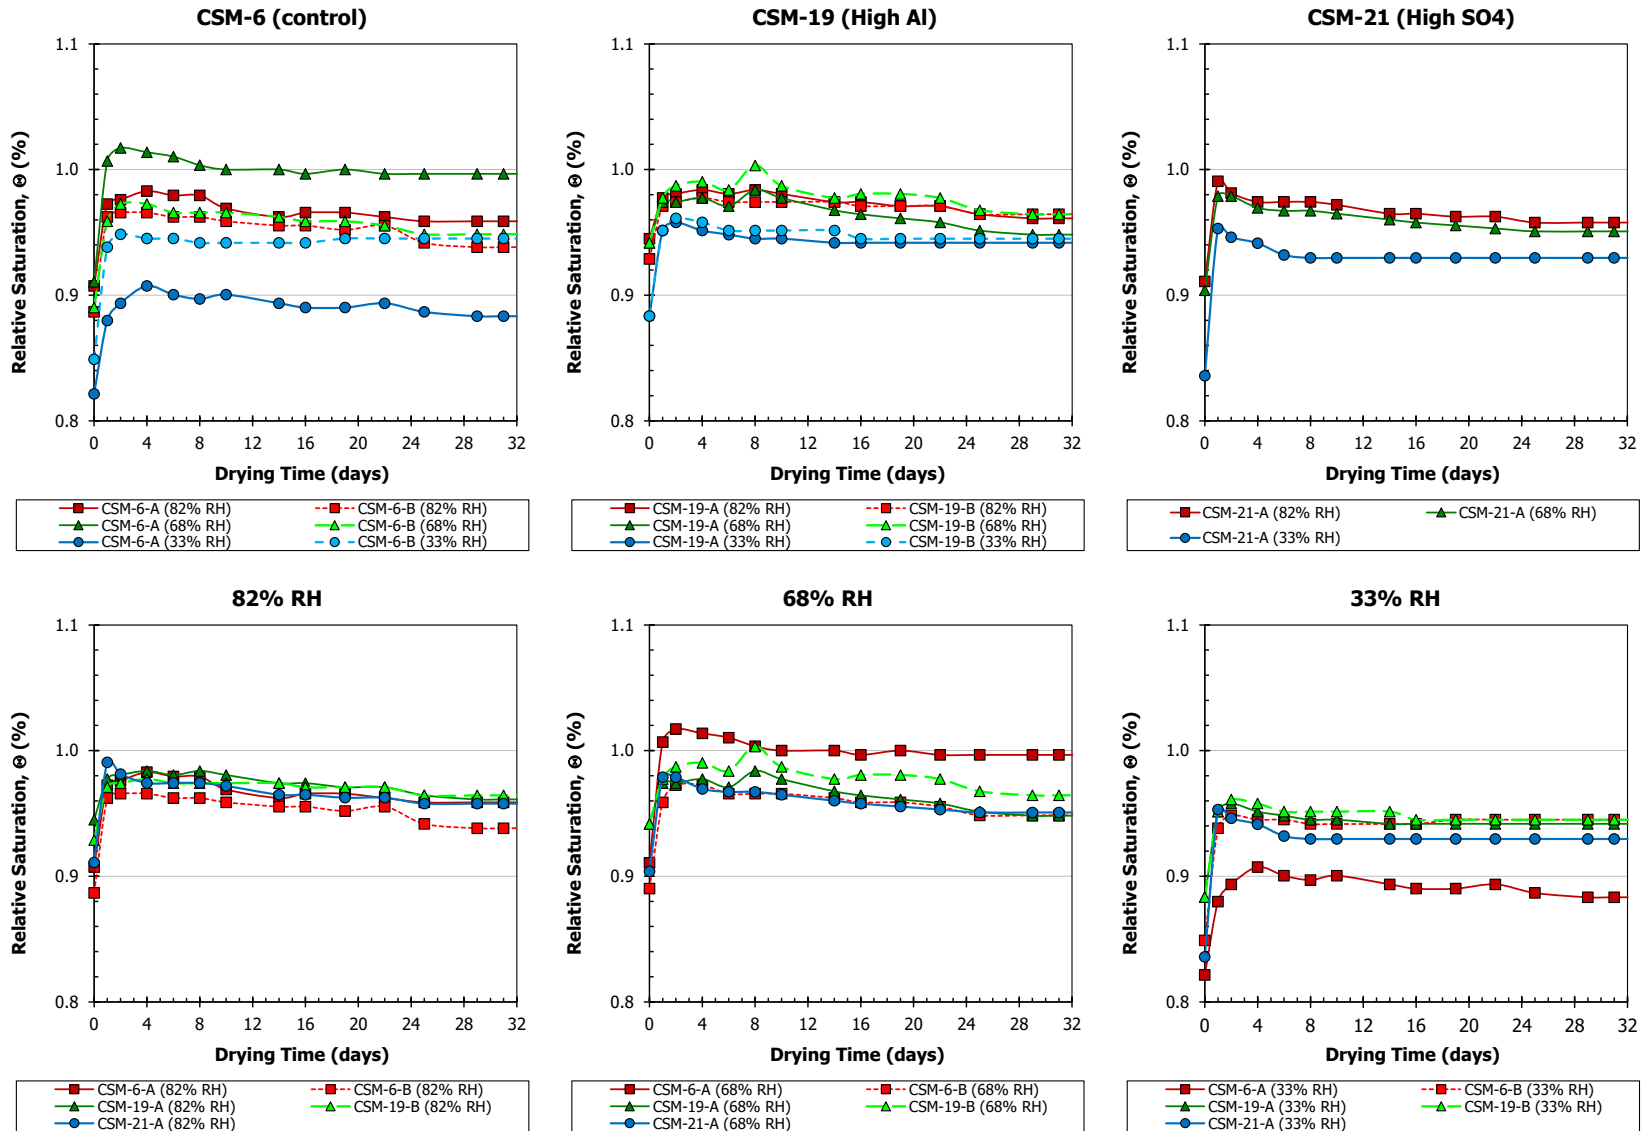 CSM-6 (control)
CSM-19 (High Al)
CSM-21 (High SO4)
Relative Saturation, Θ (%)
1.1
1.0
0.9
0.8
0 4 8 12 16 20 24 28 32
Drying Time (days)
CSM-6-A (82% RH) CSM-6-B (82% RH)
CSM-6-A (68% RH) CSM-6-B (68% RH)
CSM-6-A (33% RH) CSM-6-B (33% RH)
Relative Saturation, Θ (%)
1.1
1.0
0.9
0.8
0 4 8 12 16 20 24 28 32
Drying Time (days)
CSM-19-A (82% RH) CSM-19-B (82% RH)
CSM-19-A (68% RH) CSM-19-B (68% RH)
CSM-19-A (33% RH) CSM-19-B (33% RH)
Relative Saturation, Θ (%)
1.1
1.0
0.9
0.8
0 4 8 12 16 20 24 28 32
Drying Time (days)
CSM-21-A (82% RH) CSM-21-A (68% RH)
CSM-21-A (33% RH)
82% RH
68% RH
33% RH
Relative Saturation, Θ (%)
1.1
1.0
0.9
0.8
0 4 8 12 16 20 24 28 32
Drying Time (days)
CSM-6-A (82% RH) CSM-6-B (82% RH)
CSM-19-A (82% RH) CSM-19-B (82% RH)
CSM-21-A (82% RH)
Relative Saturation, Θ (%)
1.1
1.0
0.9
0.8
0 4 8 12 16 20 24 28 32
Drying Time (days)
CSM-6-A (68% RH) CSM-6-B (68% RH)
CSM-19-A (68% RH) CSM-19-B (68% RH)
CSM-21-A (68% RH)
Relative Saturation, Θ (%)
1.1
1.0
0.9
0.8
0 4 8 12 16 20 24 28 32
Drying Time (days)
CSM-6-A (33% RH) CSM-6-B (33% RH)
CSM-19-A (33% RH) CSM-19-B (33% RH)
CSM-21-A (33% RH)